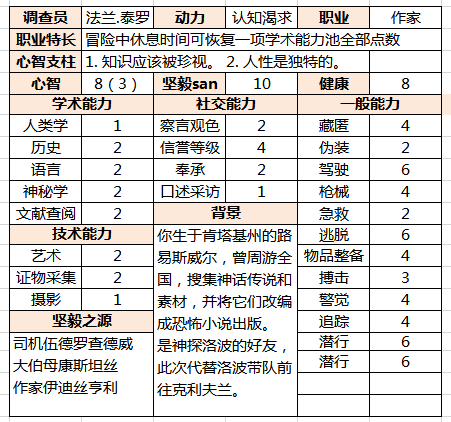 调查员 法兰.泰罗 动力 认知渴求 职业 作家
职业特长 冒险中休息时间可恢复一项学术能力池全部点数
心智支柱 1. 知识应该被珍视。 2. 人性是独特的。
心智 8（3） 坚毅san 10 健康 8
学术能力 社交能力 一般能力
人类学 1 察言观色 2 藏匿 4
历史 2 信誉等级 4 伪装 2
语言 2 奉承 2 驾驶 6
神秘学 2 口述采访 1 枪械 4
文献查阅 2 背景 急救 2
技术能力 你生于肯塔基州的路 逃脱 6
艺术 2 易斯威尔，曾周游全 物品整备 4
证物采集 2 国，搜集神话传说和 搏击 3
摄影 1 素材，并将它们改编 警觉 4
坚毅之源 成恐怖小说出版。 追踪 4
司机伍德罗查德威 是神探洛波的好友， 潜行 6
大伯母康斯坦丝 此次代替洛波带队前 潜行 6
作家伊迪丝亨利 往克利夫兰。